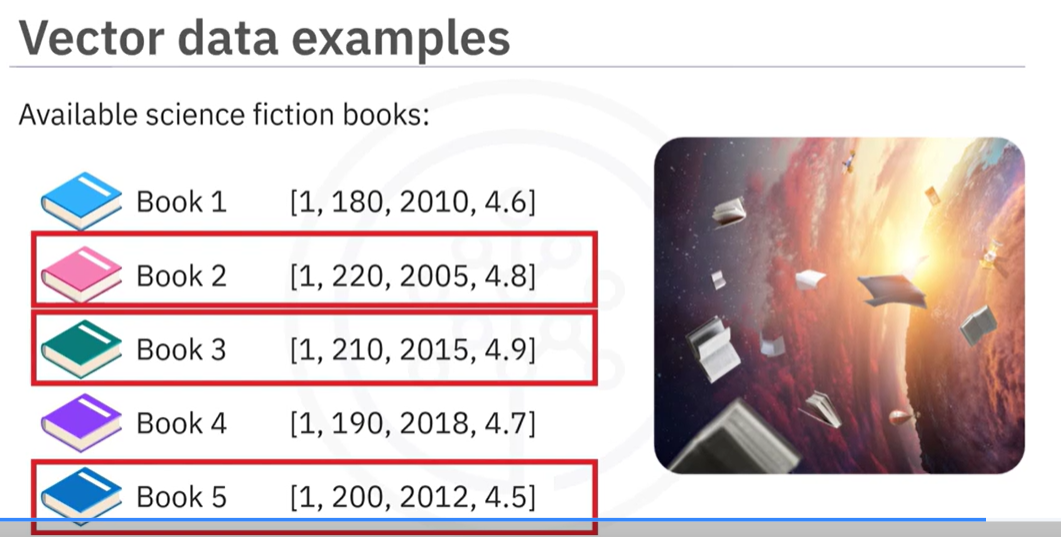 Vector data examples
Available science fiction books:
Book 1 [1, 180, 2010, 4.6]
Book 2 [1, 220, 2005, 4.8]
Book 3 [1, 210, 2015, 4.9]
Book 4 [1, 190, 2018, 4.7]
Book 5 [1, 200, 2012, 4.5]